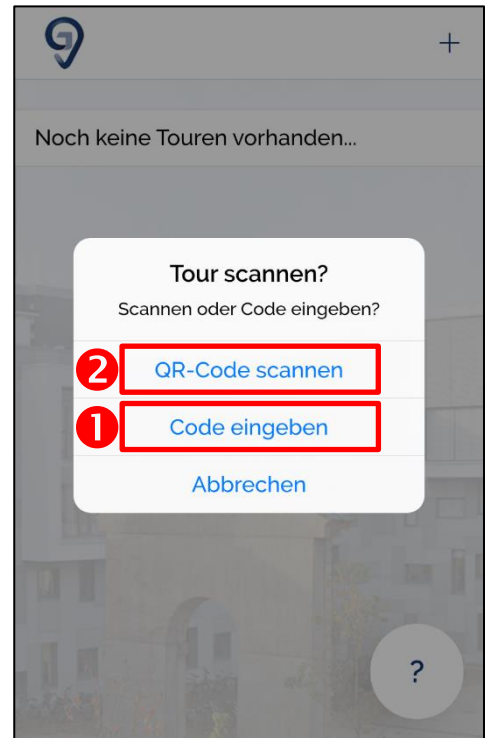 +
Noch keine Touren vorhanden...
Tour scannen?
Scannen oder Code eingeben?
2 QR-Code scannen
1 Code eingeben
Abbrechen
?